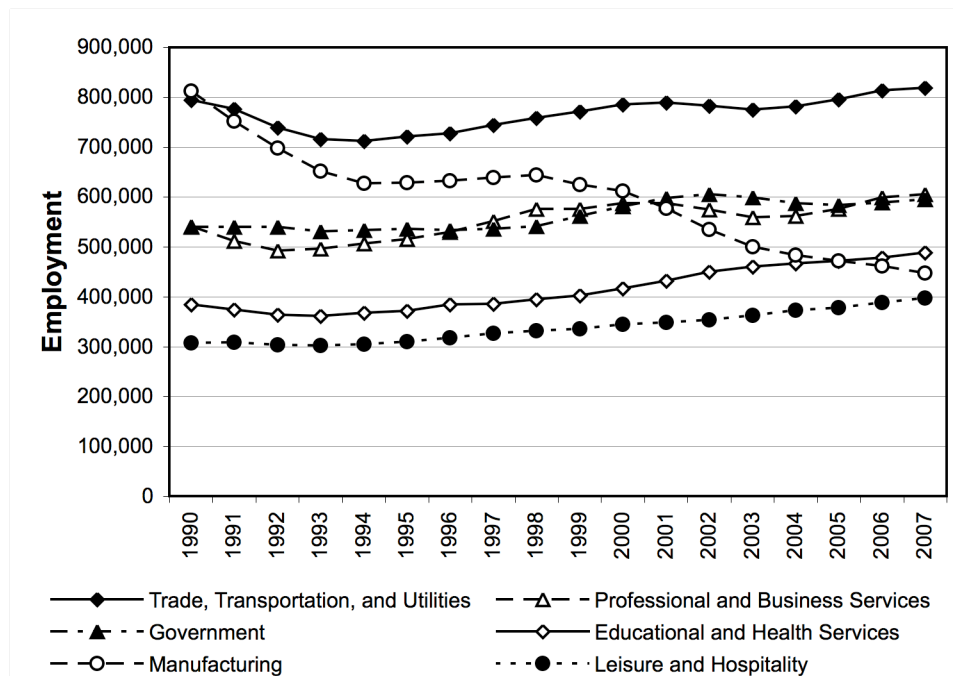 900,000
800,000
700,000
600,000
500,000
400,000
300,000
200,000
100,000
0
Employment
1990 1991 1992 1993 1994 1995 1996 1997 1998 1999 2000 2001 2002 2003 2004 2005 2006 2007
Trade, Transportation, and Utilities Professional and Business Services
Government Educational and Health Services
Manufacturing Leisure and Hospitality